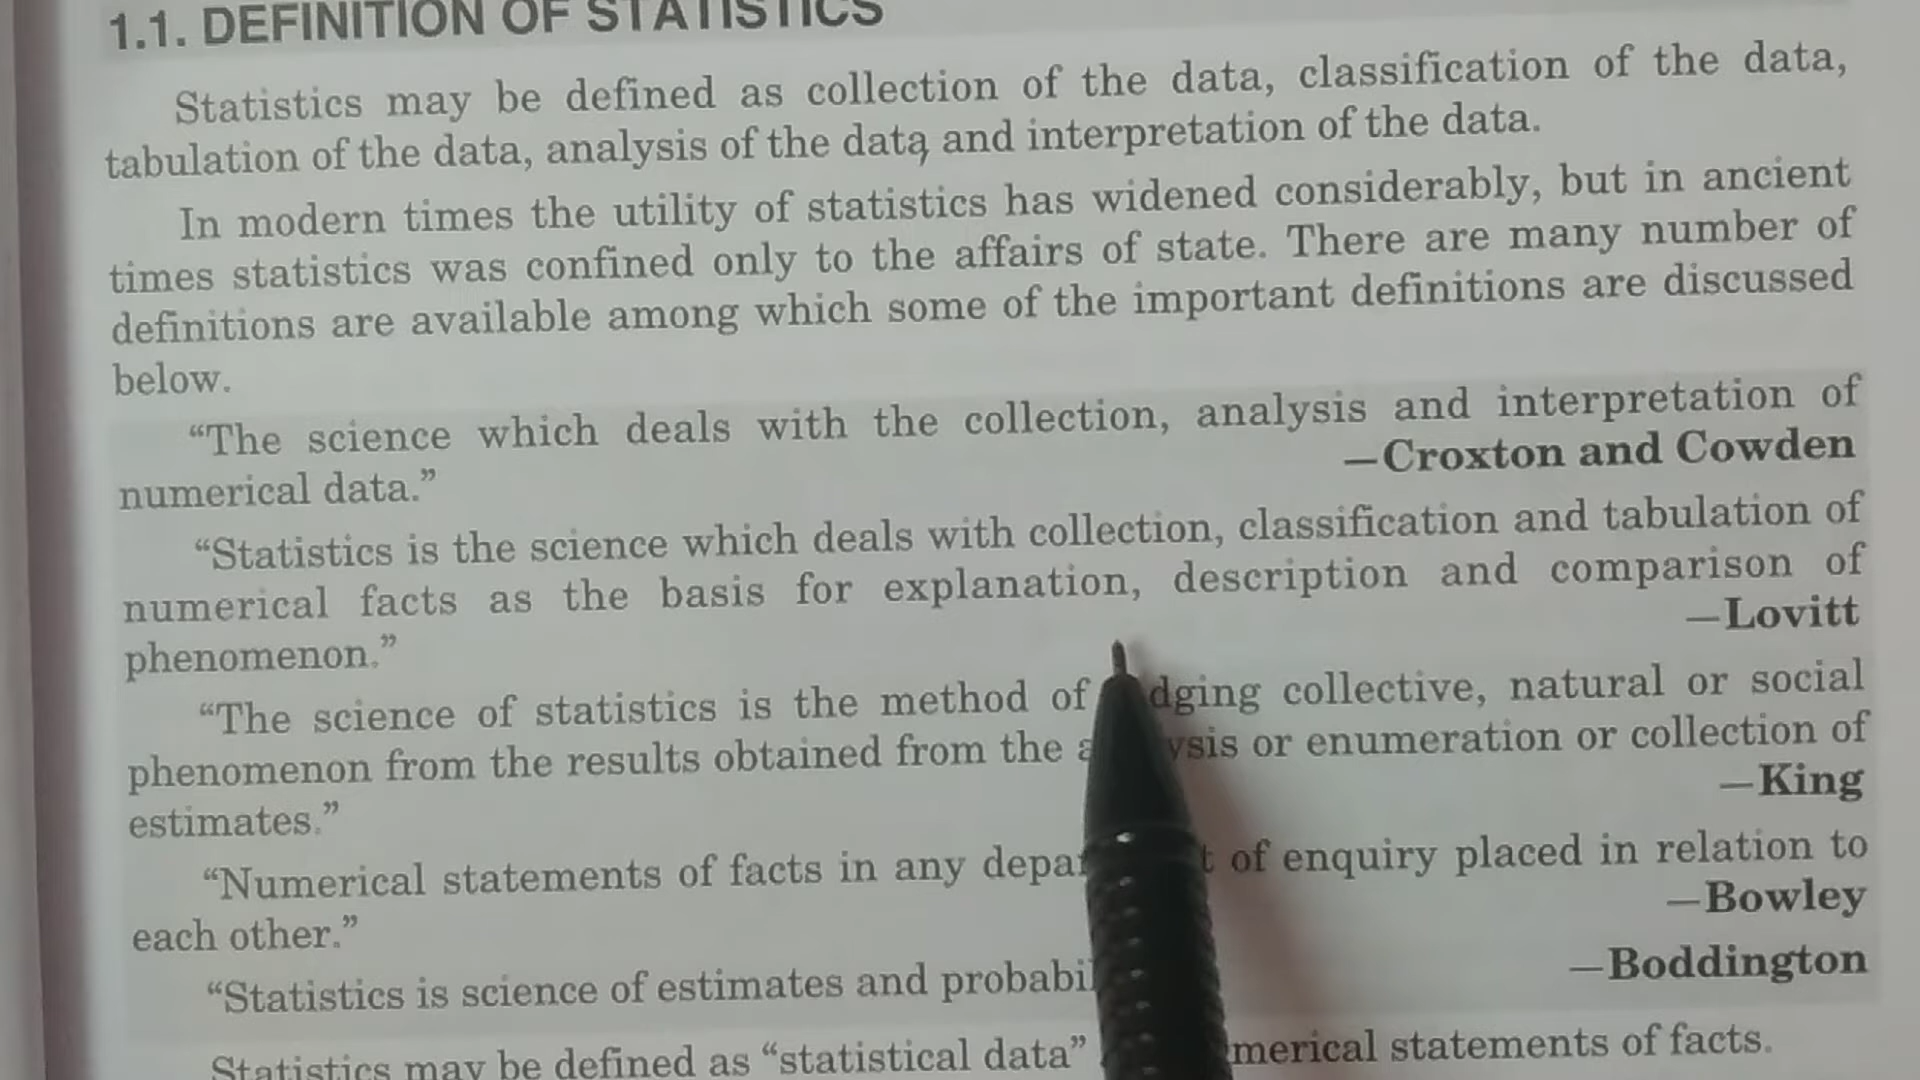 1.1. DEFINITION OF STATISTICS
Statistics may be defined as collection of the data, classification of the data,
tabulation of the data, analysis of the data and interpretation of the data.
In modern times the utility of statistics has widened considerably, but in ancient
times statistics was confined only to the affairs of state. There are many number of
definitions are available among which some of the important definitions are discussed
below.
“The science which deals with the collection, analysis and interpretation of
numerical data.” —Croxton and Cowden
“Statistics is the science which deals with collection, classification and tabulation of
numerical facts as the basis for explanation, description and comparison of
phenomenon.” —Lovitt
“The science of statistics is the method of dging collective, natural or social
phenomenon from the results obtained from the a ysis or enumeration or collection of
estimates.” —King
“Numerical statements of facts in any depa t of enquiry placed in relation to
each other.” —Bowley
“Statistics is science of estimates and probabi —Boddington
Statistics may be defined as “statistical data” merical statements of facts.